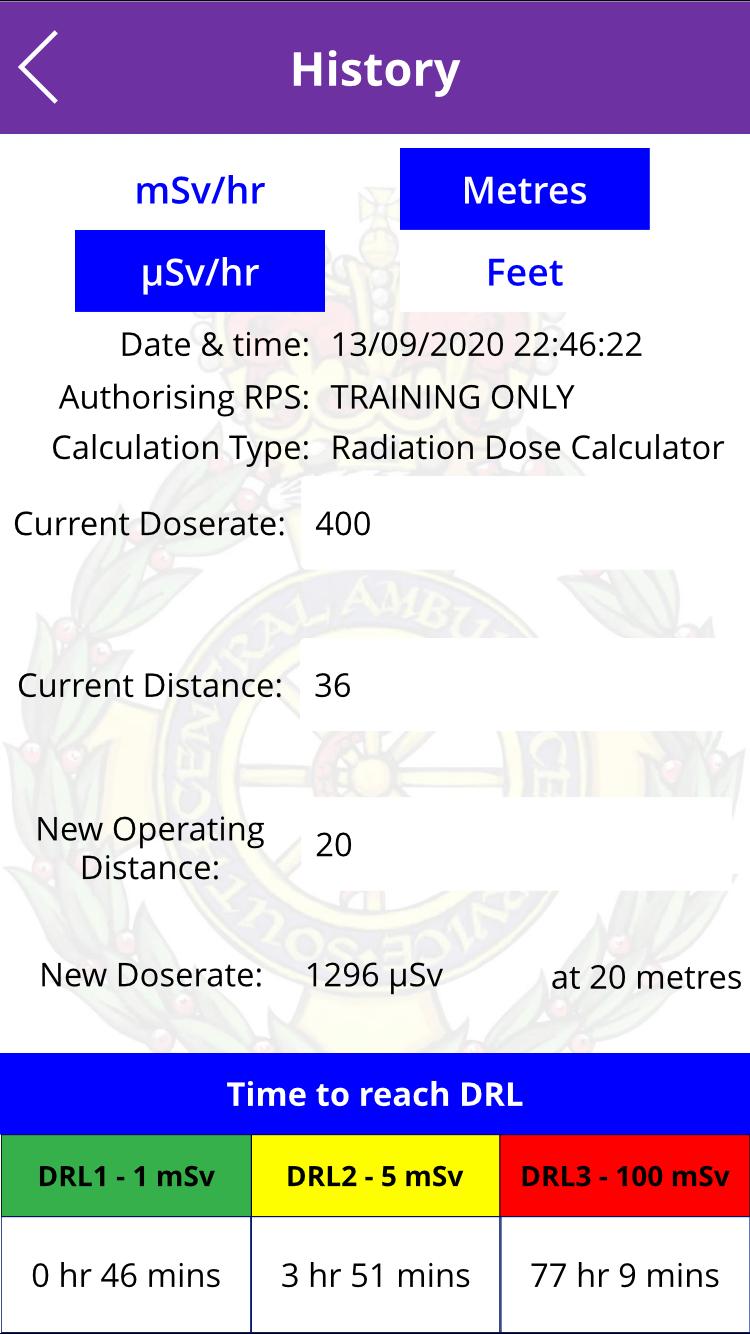 History
mSv/hr
Metres
µSv/hr
Feet
Date & time: 13/09/2020 22:46:22
Authorising RPS: TRAINING ONLY
Calculation Type: Radiation Dose Calculator
Current Doserate: 400
Current Distance: 36
New Operating
Distance:
20
New Doserate: 1296 µSv at 20 metres
Time to reach DRL
DRL1 - 1 mSv
DRL2 - 5 mSv
DRL3 - 100 mSv
0 hr 46 mins
3 hr 51 mins
77 hr 9 mins